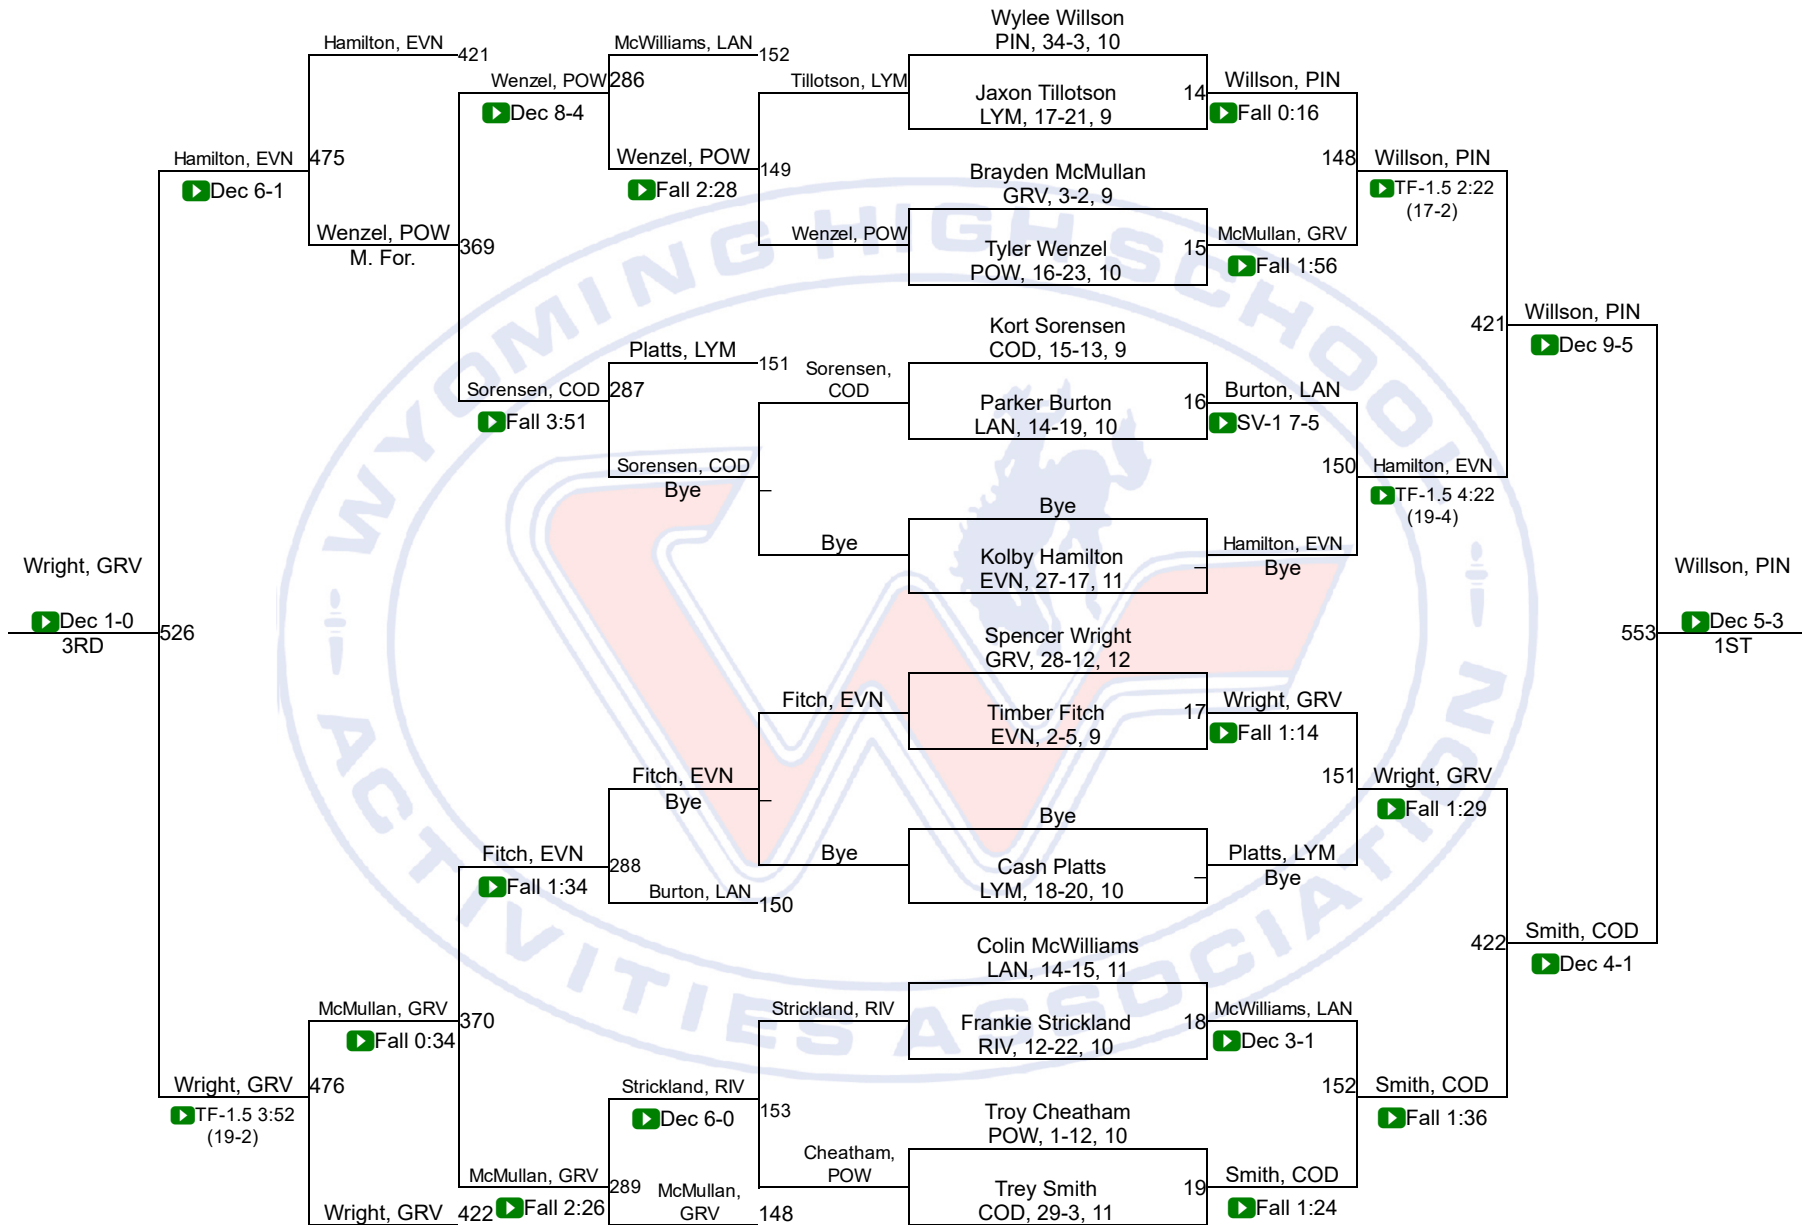 Wylee Willson
PIN, 34-3, 10
Hamilton, EVN
421
McWilliams, LAN
152
Wenzel, POW
286
Tillotson, LYM
Jaxon Tillotson
LYM, 17-21, 9
14
Willson, PIN
Dec 8-4
Fall 0:16
Hamilton, EVN
475
Wenzel, POW
149
Brayden McMullan
GRV, 3-2, 9
148
Willson, PIN
Dec 6-1
Fall 2:28
TF-1.5 2:22
(17-2)
Wenzel, POW
M. For.
369
Wenzel, POW
Tyler Wenzel
POW, 16-23, 10
15
McMullan, GRV
Fall 1:56
Kort Sorensen
COD, 15-13, 9
421
Willson, PIN
Dec 9-5
Platts, LYM
151
Sorensen,
COD
Sorensen, COD
287
Parker Burton
LAN, 14-19, 10
16
Burton, LAN
Fall 3:51
SV-1 7-5
Sorensen, COD
Bye
150
Hamilton, EVN
TF-1.5 4:22
(19-4)
Bye
Bye
Kolby Hamilton
EVN, 27-17, 11
Hamilton, EVN
Bye
Wright, GRV
Willson, PIN
Dec 1-0
3RD
526
553
Dec 5-3
1ST
Spencer Wright
GRV, 28-12, 12
Fitch, EVN
Timber Fitch
EVN, 2-5, 9
17
Wright, GRV
Fall 1:14
Fitch, EVN
Bye
151
Wright, GRV
Fall 1:29
Bye
Fitch, EVN
288
Bye
Cash Platts
LYM, 18-20, 10
Platts, LYM
Bye
Fall 1:34
Burton, LAN
150
Colin McWilliams
LAN, 14-15, 11
422
Smith, COD
Dec 4-1
McMullan, GRV
370
Strickland, RIV
Frankie Strickland
RIV, 12-22, 10
18
McWilliams, LAN
Fall 0:34
Dec 3-1
Wright, GRV
476
Strickland, RIV
153
Troy Cheatham
POW, 1-12, 10
152
Smith, COD
TF-1.5 3:52
(19-2)
Dec 6-0
Fall 1:36
Cheatham,
POW
McMullan, GRV
289
McMullan,
GRV
148
Trey Smith
COD, 29-3, 11
19
Smith, COD
Wright, GRV
422
Fall 2:26
Fall 1:24
WYOMING HIGH SCHOOL
ACTIVITIES ASSOCIATION